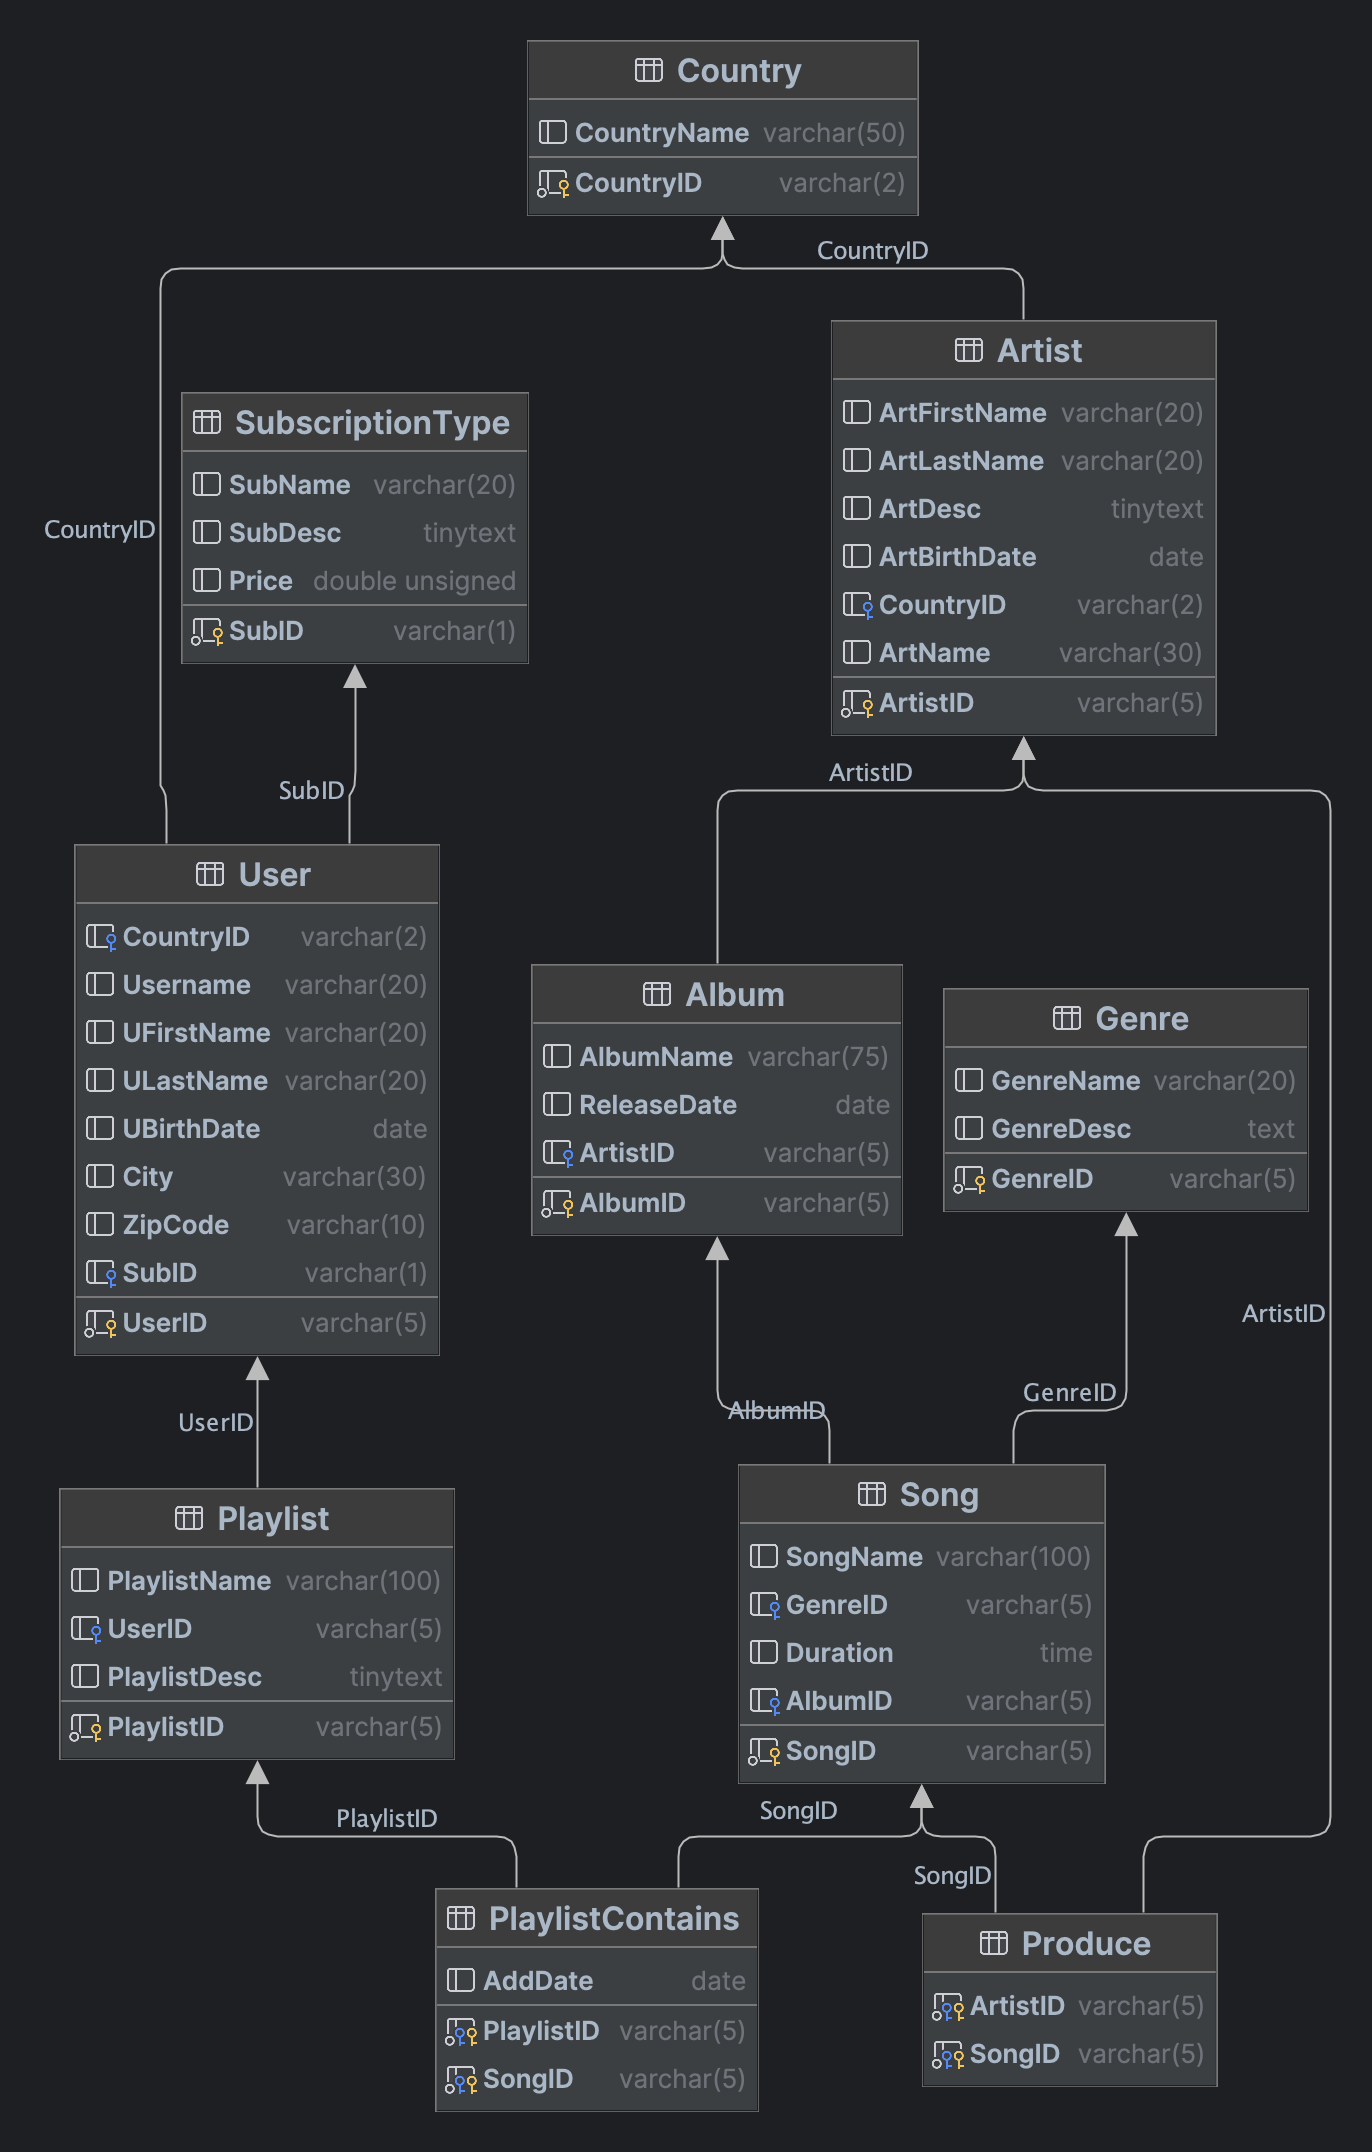 Country
CountryName varchar(50)
CountryID varchar(2)
CountryID
Artist
ArtFirstName varchar(20)
ArtLastName varchar(20)
ArtDesc tinytext
ArtBirthDate date
CountryID varchar(2)
ArtName varchar(30)
ArtistID varchar(5)
SubscriptionType
SubName varchar(20)
SubDesc tinytext
Price double unsigned
SubID varchar(1)
CountryID
SubID
ArtistID
User
CountryID varchar(2)
Username varchar(20)
UFirstName varchar(20)
ULastName varchar(20)
UBirthDate date
City varchar(30)
ZipCode varchar(10)
SubID varchar(1)
UserID varchar(5)
Album
AlbumName varchar(75)
ReleaseDate date
ArtistID varchar(5)
AlbumID varchar(5)
Genre
GenreName varchar(20)
GenreDesc text
GenreID varchar(5)
ArtistID
UserID
AlbumID
GenreID
Playlist
PlaylistName varchar(100)
UserID varchar(5)
PlaylistDesc tinytext
PlaylistID varchar(5)
Song
SongName varchar(100)
GenreID varchar(5)
Duration time
AlbumID varchar(5)
SongID varchar(5)
PlaylistID
SongID
SongID
PlaylistContains
AddDate date
PlaylistID varchar(5)
SongID varchar(5)
Produce
ArtistID varchar(5)
SongID varchar(5)